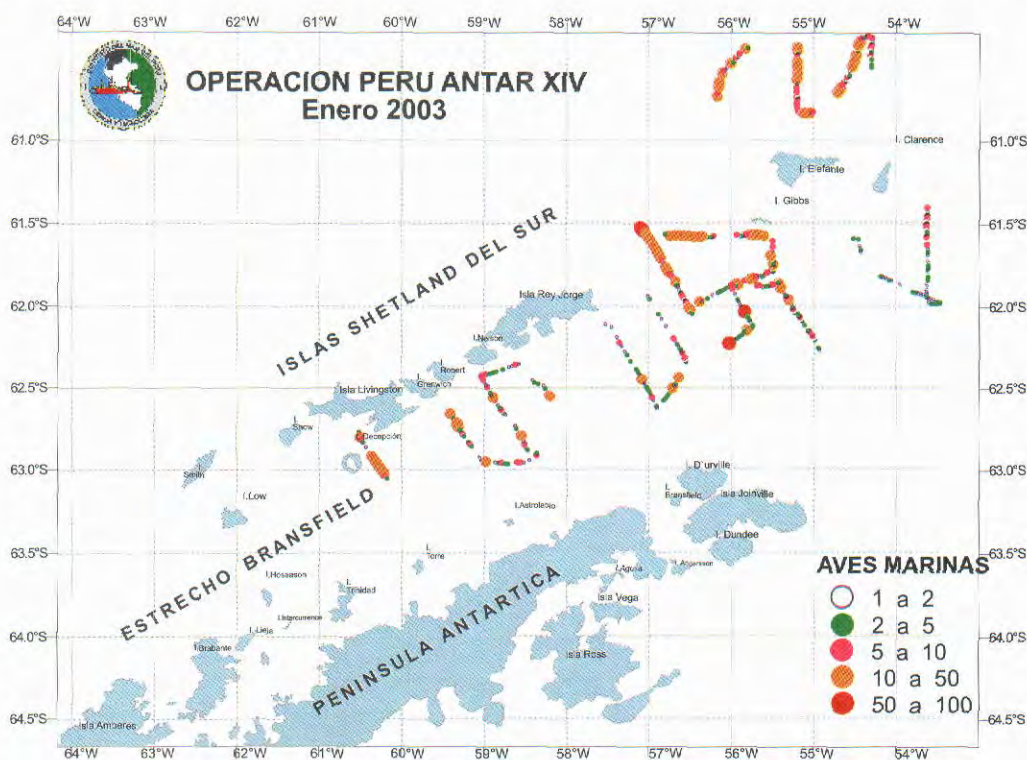 64°W 63°W 62°W 61°W 60°W 59°W 58°W 57°W 56°W 55°W 54°W
OPERACION PERU ANTAR XIV
Enero 2003
61.0°S
61.0°S
I. Clarence
I. Elefante
I. Gibbs
61.5°S
61.5°S
ISLAS SHETLAND DEL SUR
62.0°S
62.0°S
Isla Rey Jorge
I.Nelson
I.
Robert
I.
Grenwich
62.5°S
62.5°S
Isla Livingston
I.
Snow
I. Decepción
63.0°S
63.0°S
I.
Smith
I.Low
I. D'urville
I.
Bransfield
Isla Joinville
I.Astrolabio
I. Dundee
ESTRECHO BRANSFIELD
63.5°S
63.5°S
I.
Torre
I.
Trinidad
I.Hoseason
I.Aguila
Isla Vega
PENINSULA ANTARTICA
AVES MARINAS
1 a 2
2 a 5
5 a 10
10 a 50
50 a 100
64.0°S
64.0°S
I. Lieja
I.Brabante
Isla Ross
64.5°S
64.5°S
Isla Amberes
64°W 63°W 62°W 61°W 60°W 59°W 58°W 57°W 56°W 55°W 54°W